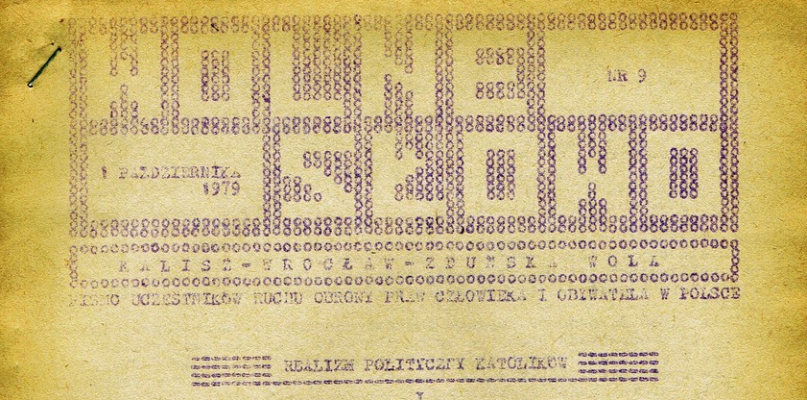 WOLNE
NR 9
1 PAŹDZIERNIKA
1979
SŁOWO
KALISZ-WROCŁAW-ZDUŃSKA WOLA
PISMO UCZESTNIKÓW RUCHU OBRONY PRAW CZŁOWIEKA I OBYWATELA W POLSCE
REALIZM POLITYCZNY KATOLIKÓW
I